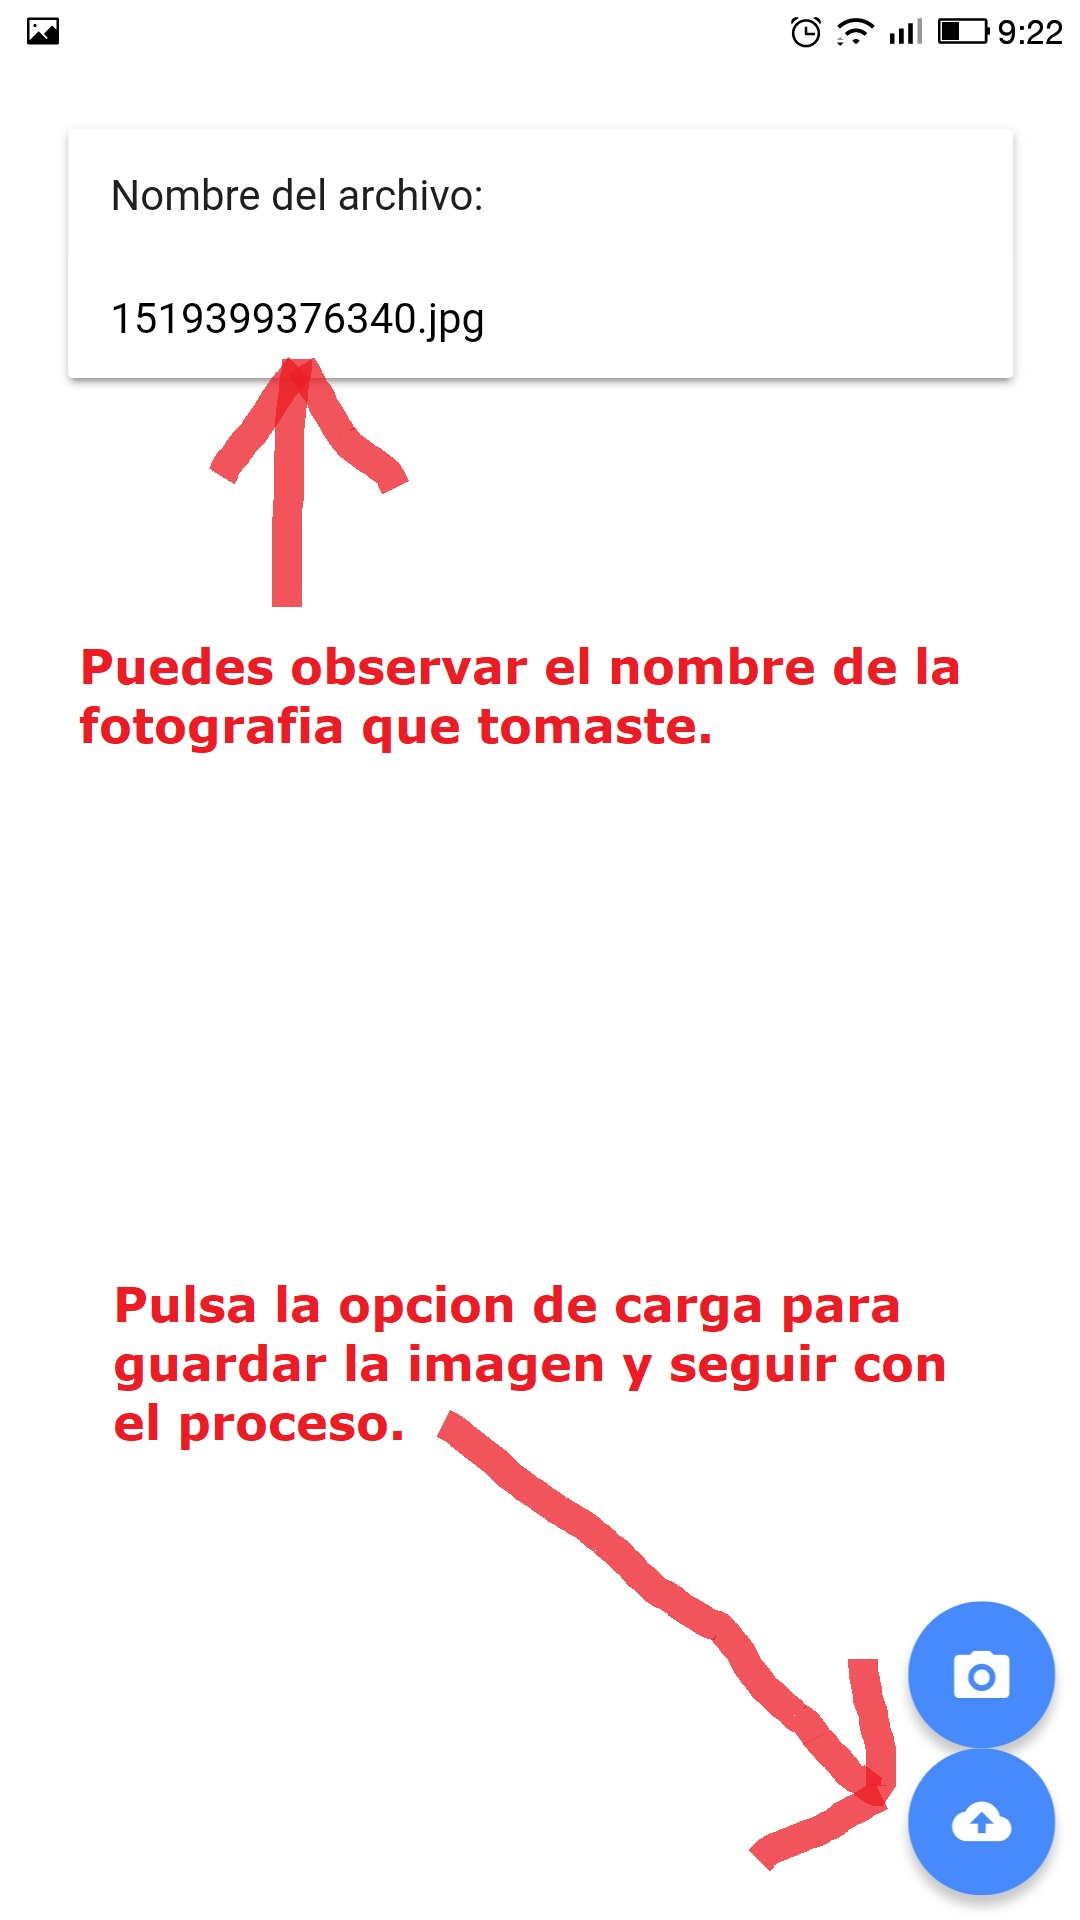 9:22
Nombre del archivo:
1519399376340.jpg
Puedes observar el nombre de la
fotografia que tomaste.
Pulsa la opcion de carga para
guardar la imagen y seguir con
el proceso.